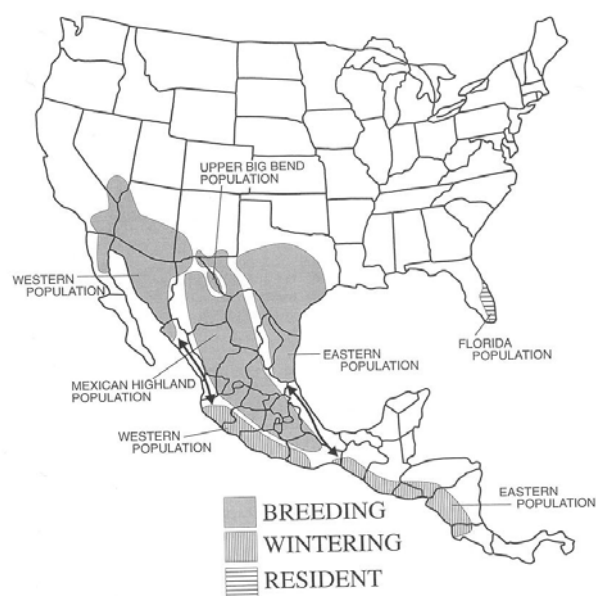 UPPER BIG BEND
POPULATION
WESTERN
POPULATION
FLORIDA
POPULATION
EASTERN
POPULATION
MEXICAN HIGHLAND
POPULATION
WESTERN
POPULATION
EASTERN
POPULATION
BREEDING
WINTERING
RESIDENT